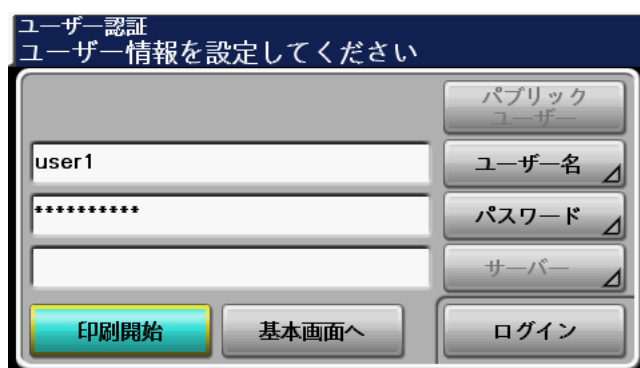 ユーザー認証
ユーザー情報を設定してください
パブリック
ユーザー
user1
ユーザー名
**********
パスワード
サーバー
印刷開始
基本画面へ
ログイン